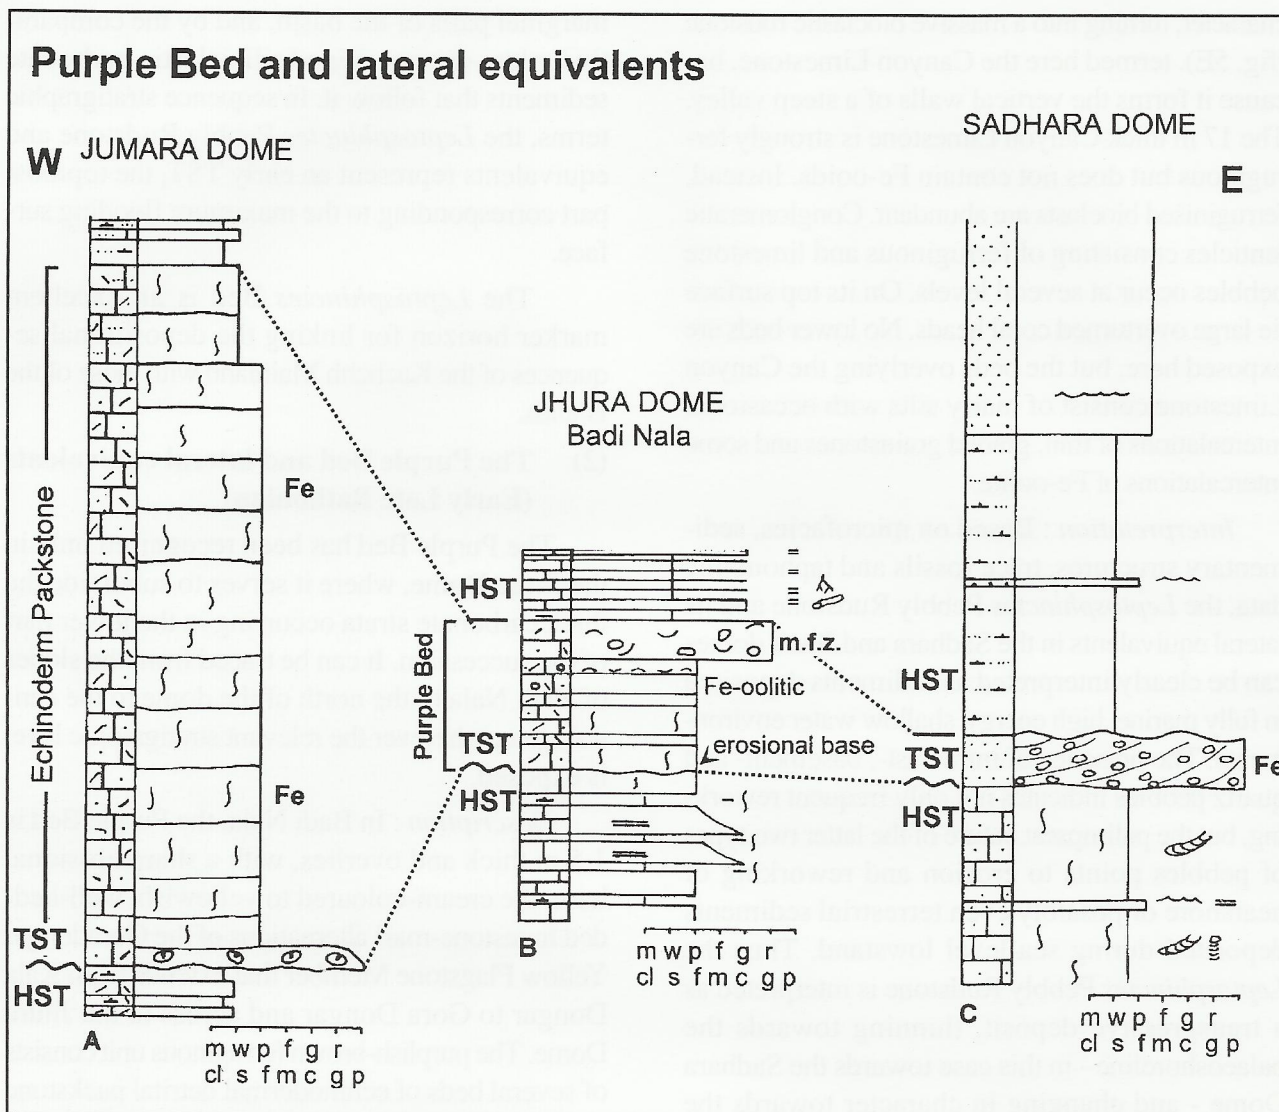 Purple Bed and lateral equivalents
W
JUMARA DOME
SADHARA DOME
E
JHURA DOME
Badi Nala
Echinoderm Packstone
Fe
Fe
TST
HST
A
m w p f g r
cl s f m c g p
HST
Purple Bed
TST
HST
m.f.z.
Fe-oolitic
erosional base
B
m w p f g r
cl s f m c g p
HST
TST
HST
Fe
C
m w p f g r
cl s f m c g p